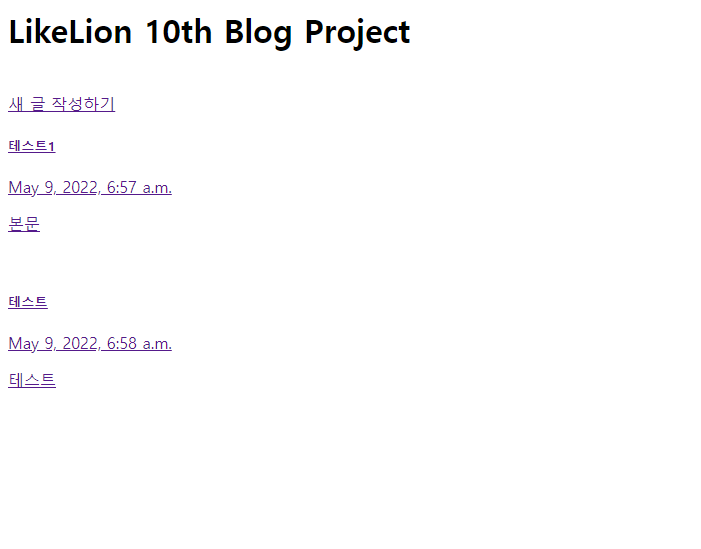 LikeLion 10th Blog Project
새 글 작성하기
테스트1
May 9, 2022, 6:57 a.m.
본문
테스트
May 9, 2022, 6:58 a.m.
테스트